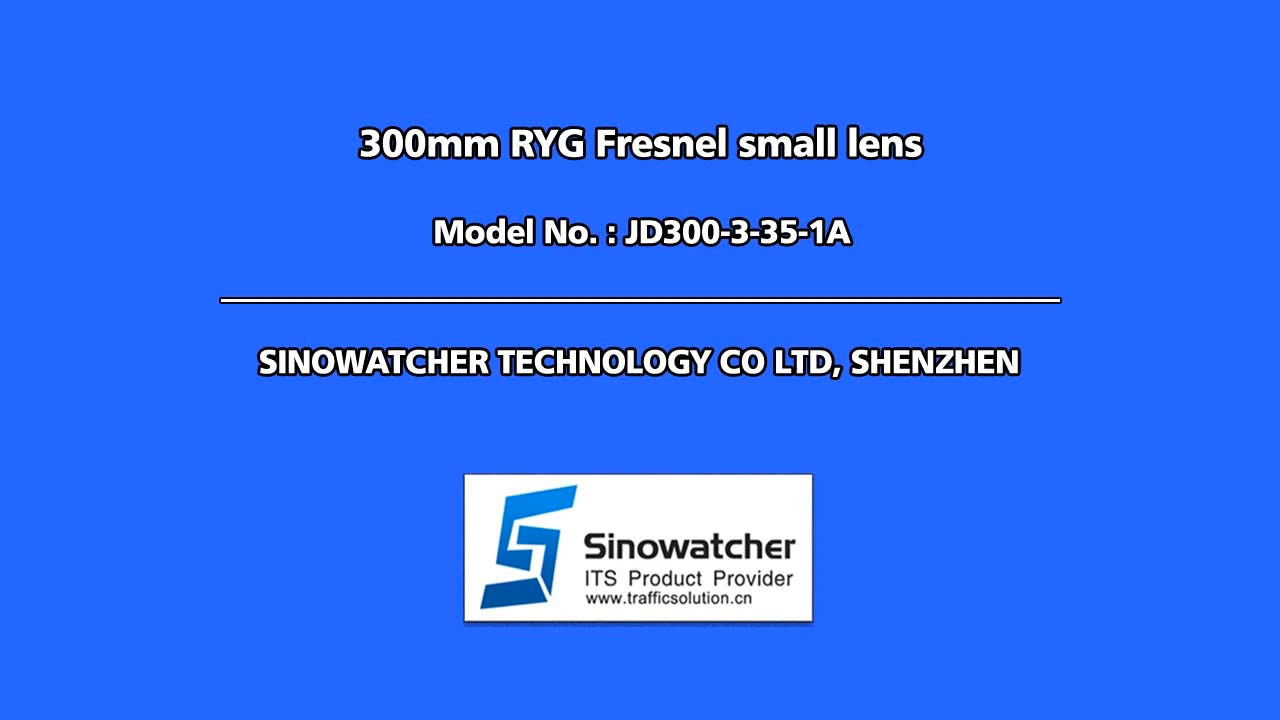 300mm RYG Fresnel small lens
Model No. : JD300-3-35-1A
SINOWATCHER TECHNOLOGY CO LTD, SHENZHEN
Sinowatcher
ITS Product Provider
www.trafficsolution.cn